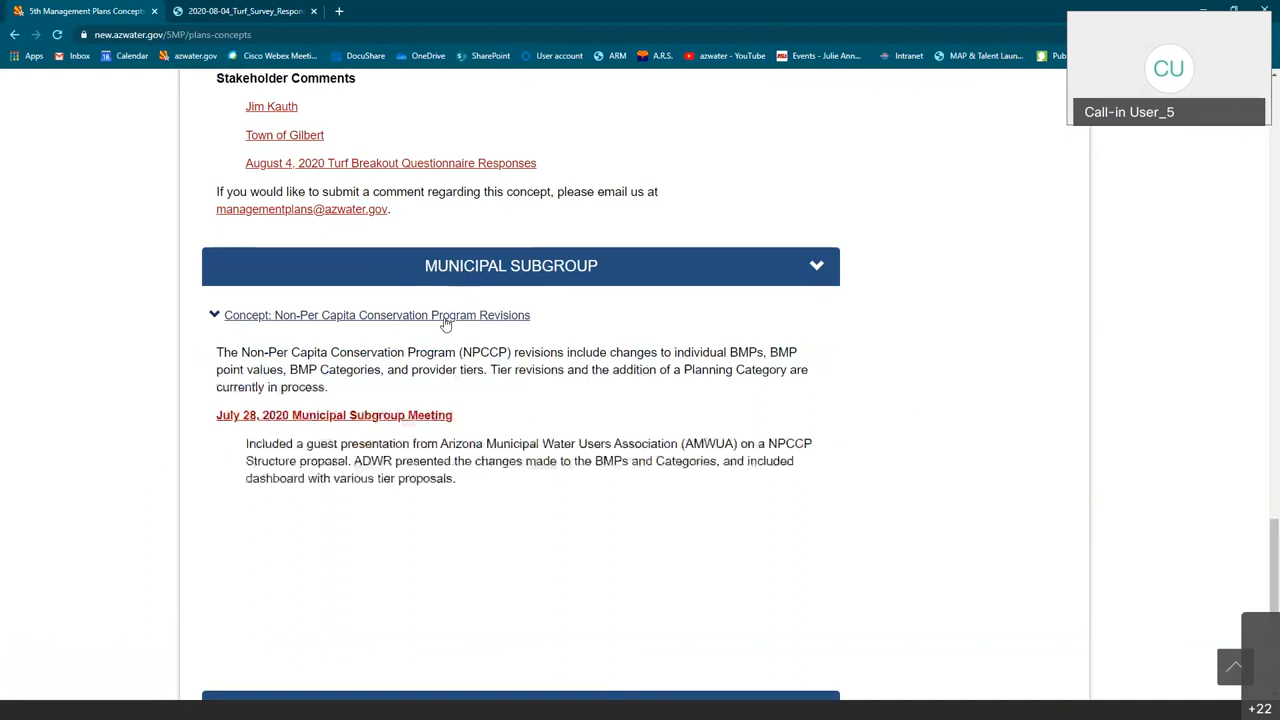 5th Management Plans Concept
2020-08-04_Turf_Survey_Respon
new.azwater.gov/5MP/plans-concepts
Apps
Inbox
Calendar
azwater.gov
Cisco Webex Meeti...
DocuShare
OneDrive
SharePoint
User account
ARM
A.R.S.
azwater - YouTube
Events - Julie Ann...
Intranet
MAP & Talent Laun...
Pub
CU
Call-in User_5
Stakeholder Comments
Jim Kauth
Town of Gilbert
August 4, 2020 Turf Breakout Questionnaire Responses
If you would like to submit a comment regarding this concept, please email us at
managementplans@azwater.gov.
MUNICIPAL SUBGROUP
Concept: Non-Per Capita Conservation Program Revisions
The Non-Per Capita Conservation Program (NPCCP) revisions include changes to individual BMPs, BMP
point values, BMP Categories, and provider tiers. Tier revisions and the addition of a Planning Category are
currently in process.
July 28, 2020 Municipal Subgroup Meeting
Included a guest presentation from Arizona Municipal Water Users Association (AMWUA) on a NPCCP
Structure proposal. ADWR presented the changes made to the BMPs and Categories, and included
dashboard with various tier proposals.
+22